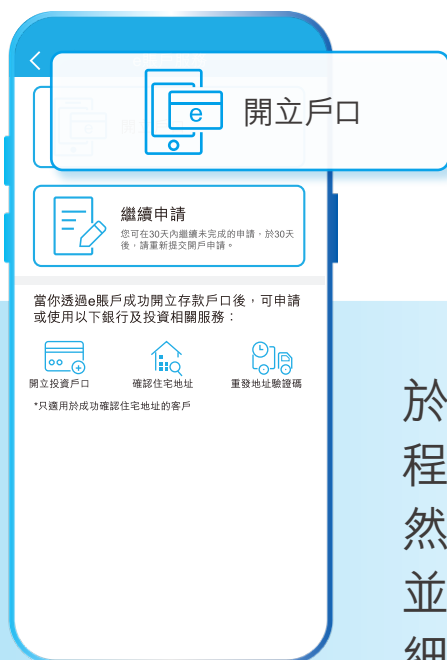 e 開立戶口
繼續申請
您可在30天內繼續未完成的申請，於30天
後，請重新提交開戶申請。
當你透過e賬戶成功開立存款戶口後，可申請
或使用以下銀行及投資相關服務：
開立投資戶口 確認住宅地址 重發地址驗證碼
*只適用於成功確認住宅地址的客戶
於
程
然
並
細